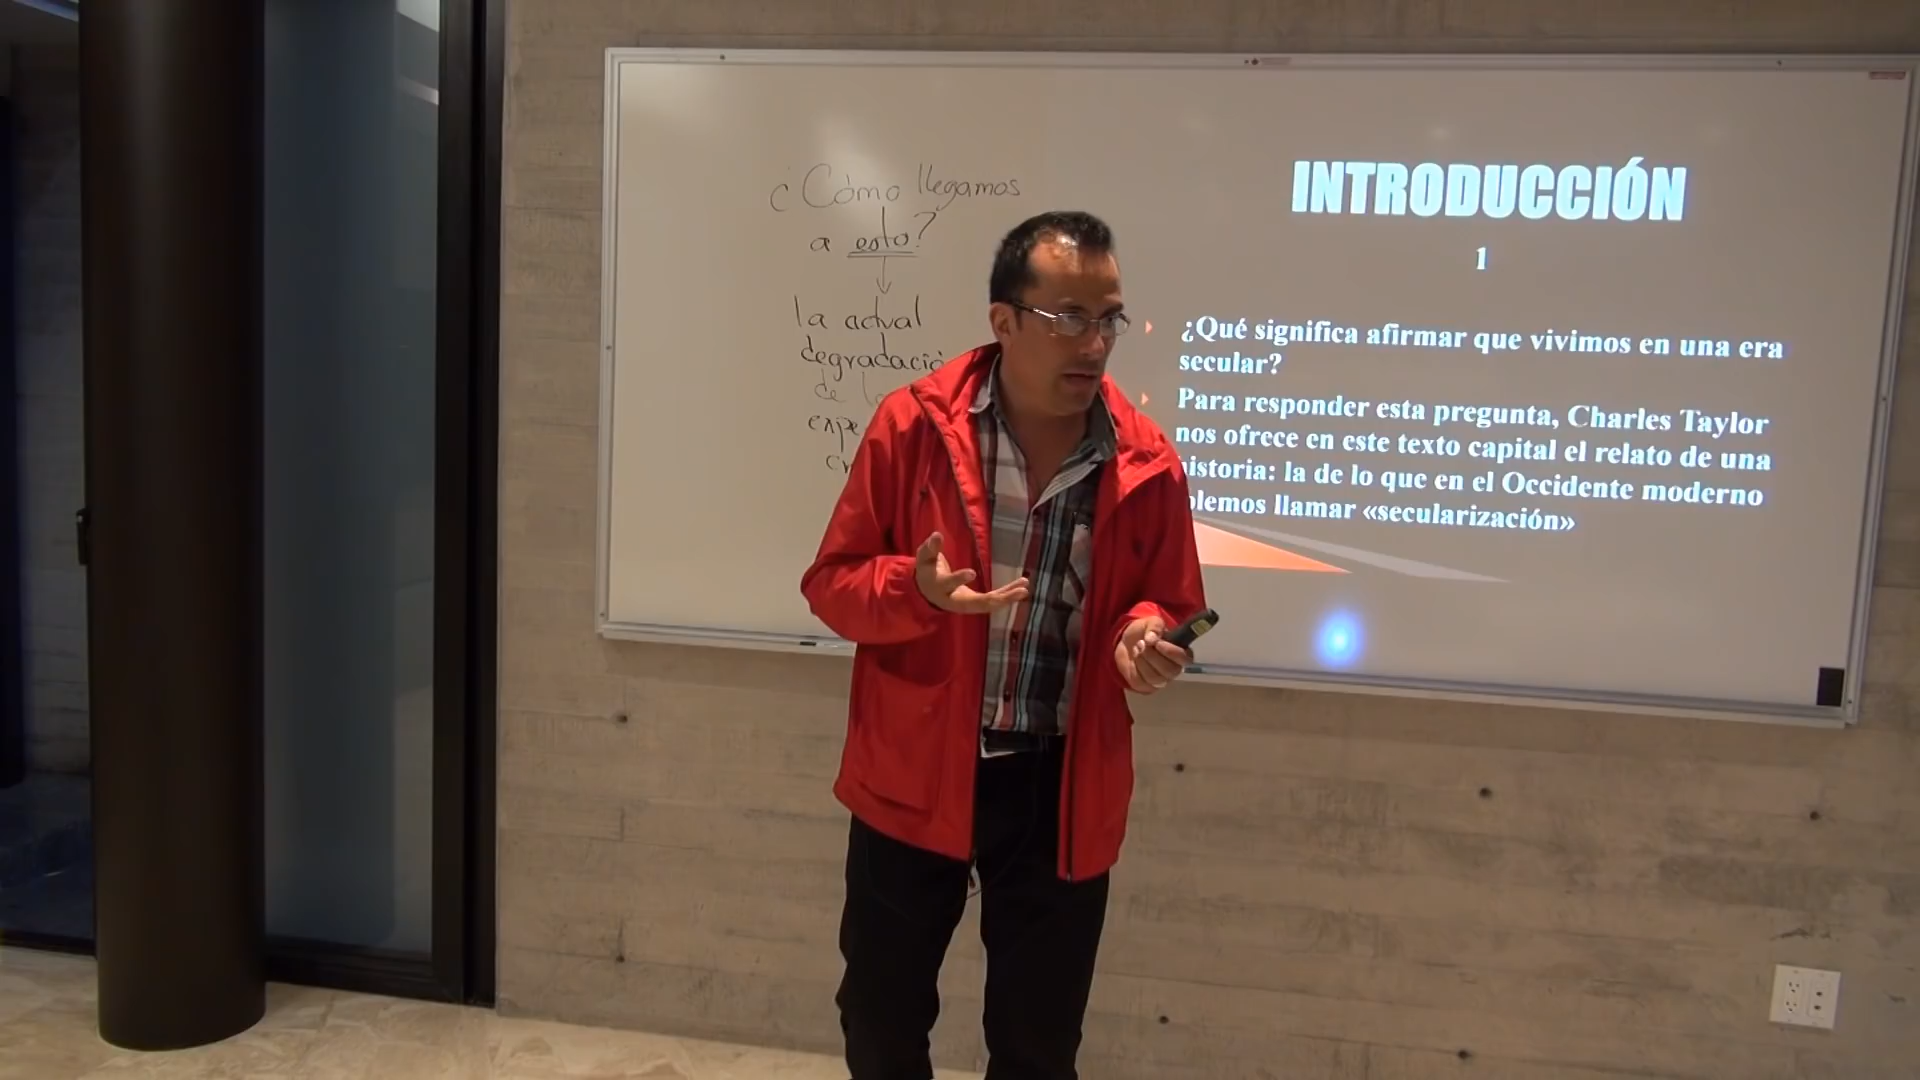 ¿Cómo llegamos
a esto?
la actual
degradació
de
INTRODUCCIÓN
1
¿Qué significa afirmar que vivimos en una era
secular?
Para responder esta pregunta, Charles Taylor
nos ofrece en este texto capital el relato de una
historia: la de lo que en el Occidente moderno
llamar «secularización»